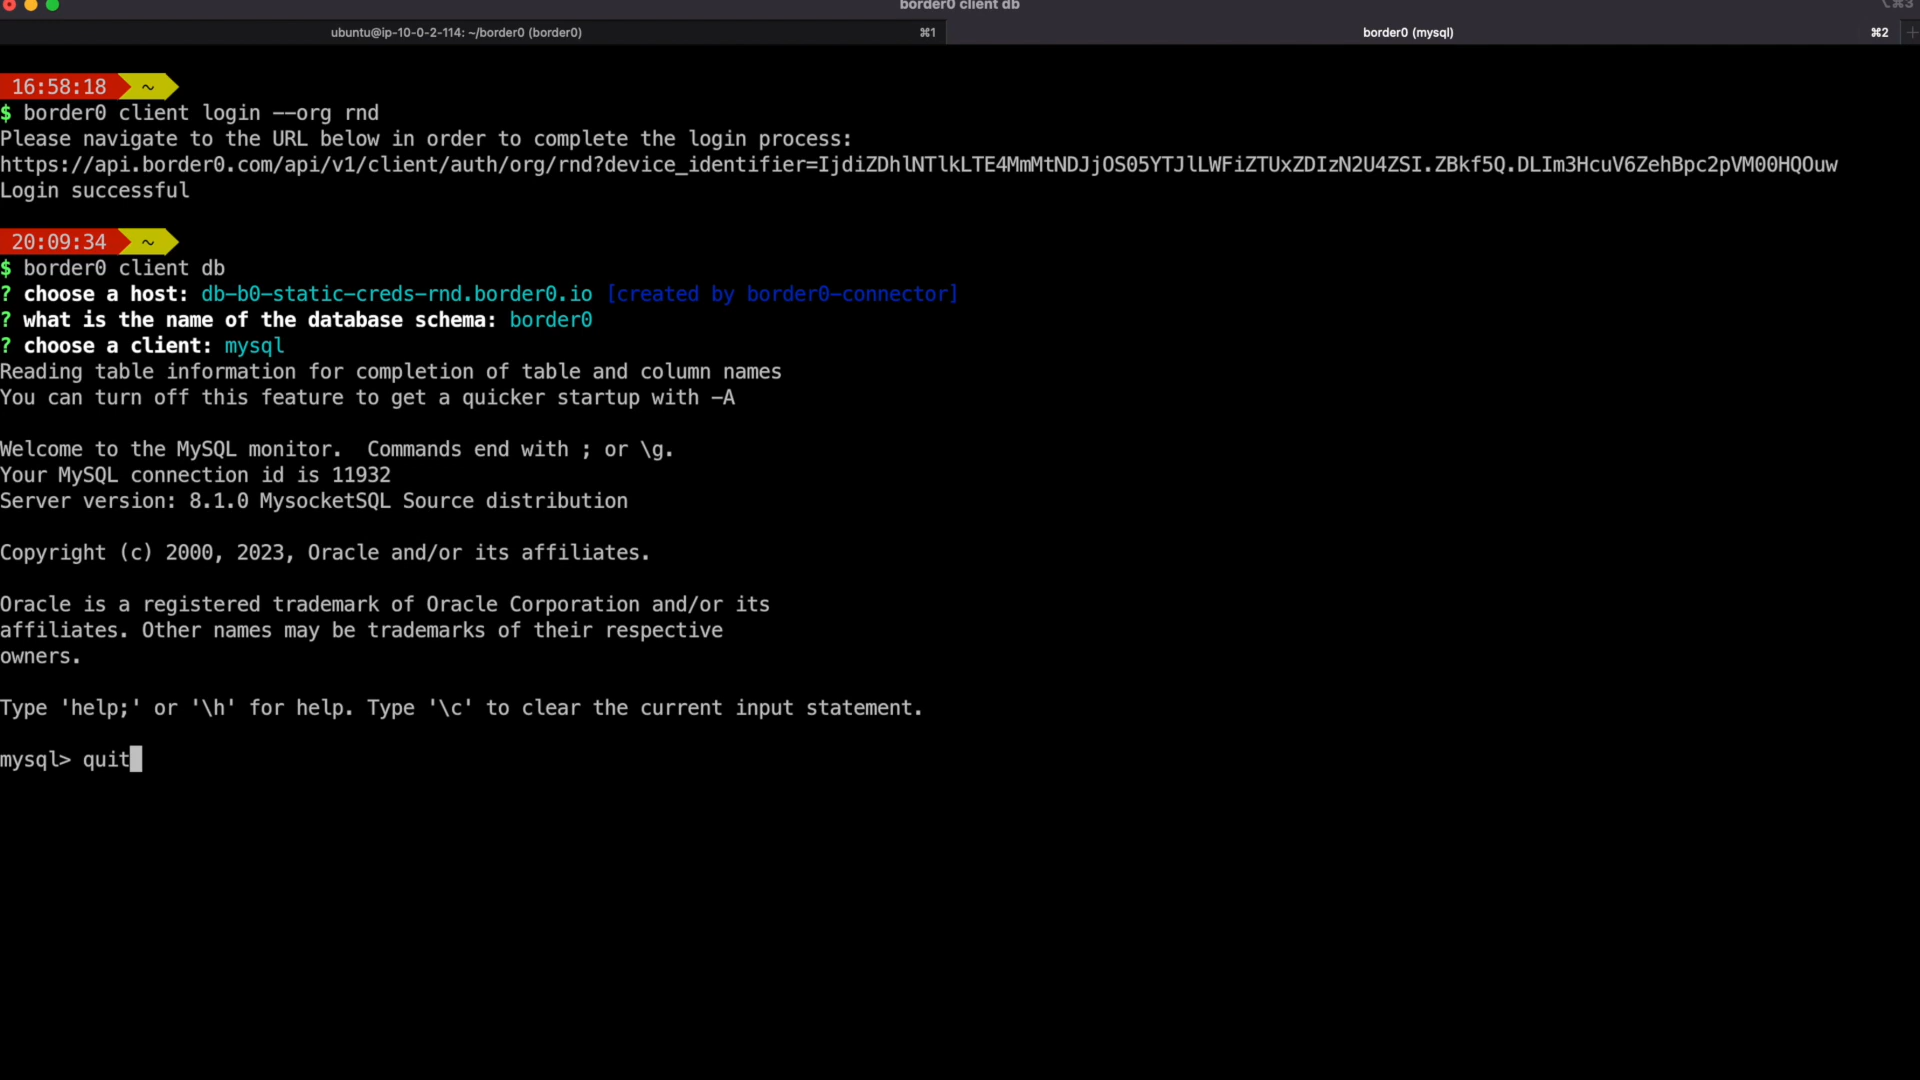 border0 client db
⌥⌘3
ubuntu@ip-10-0-2-114: ~/border0 (border0) ⌘1 border0 (mysql) ⌘2 +
16:58:18 ~
$ border0 client login --org rnd
Please navigate to the URL below in order to complete the login process:
https://api.border0.com/api/v1/client/auth/org/rnd?device_identifier=IjdiZDhlNTlkLTE4MmMtNDJjOS05YTJlLWFiZTUxZDIzN2U4ZSI.ZBkf5Q.DLIm3HcuV6ZehBpc2pVM00HQOuw
Login successful
20:09:34 ~
$ border0 client db
? choose a host: db-b0-static-creds-rnd.border0.io [created by border0-connector]
? what is the name of the database schema: border0
? choose a client: mysql
Reading table information for completion of table and column names
You can turn off this feature to get a quicker startup with -A
Welcome to the MySQL monitor.  Commands end with ; or \g.
Your MySQL connection id is 11932
Server version: 8.1.0 MysocketSQL Source distribution
Copyright (c) 2000, 2023, Oracle and/or its affiliates.
Oracle is a registered trademark of Oracle Corporation and/or its
affiliates. Other names may be trademarks of their respective
owners.
Type 'help;' or '\h' for help. Type '\c' to clear the current input statement.
mysql> quit